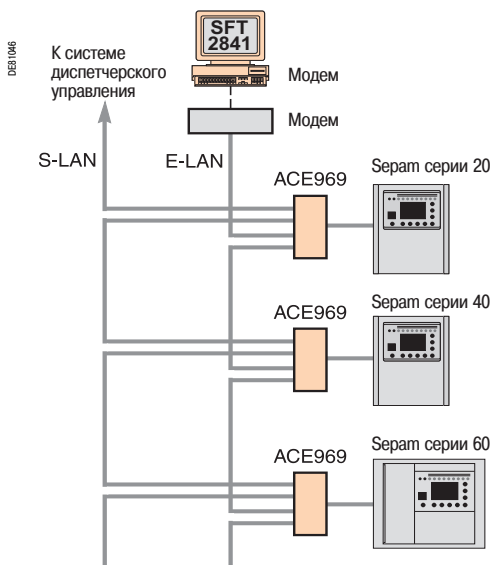 DE81046
SFT
2841
К системе
диспетчерского
управления
Модем
Модем
S-LAN
E-LAN
ACE969
Sepam серии 20
ACE969
Sepam серии 40
ACE969
Sepam серии 60